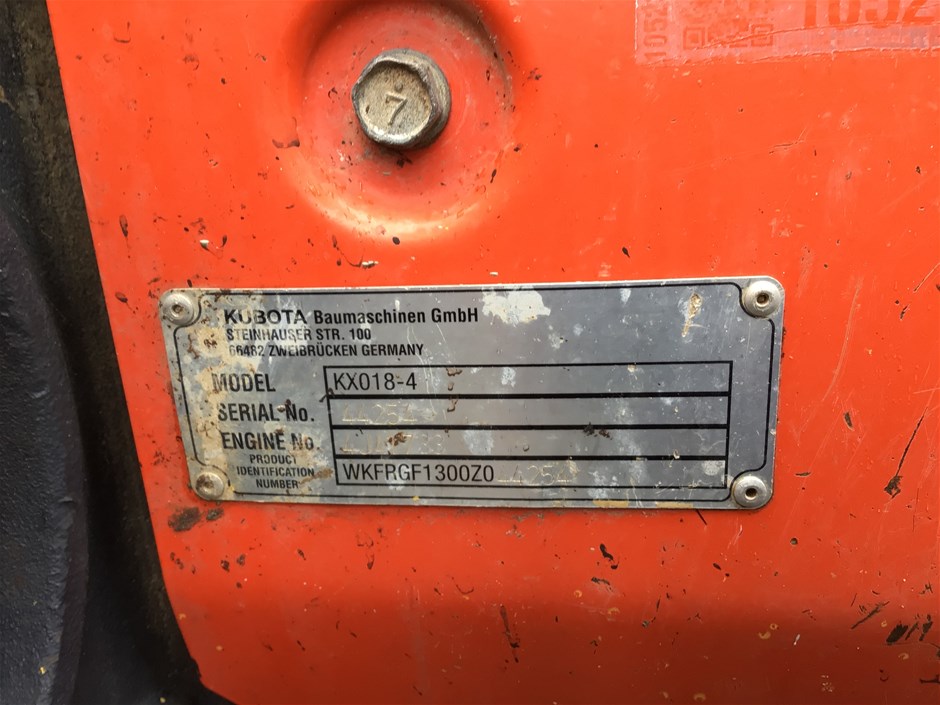 7
KUBOTA Baumaschinen GmbH
STEINHAUSER STR. 100
66482 ZWEIBRÜCKEN GERMANY
MODEL KX018-4
SERIAL No.
ENGINE No.
PRODUCT
IDENTIFICATION
NUMBER
WKFRGF1300Z0